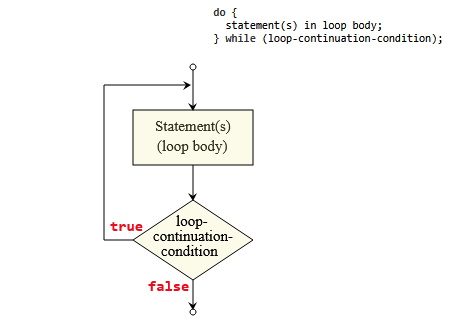 do {
  statement(s) in loop body;
} while (loop-continuation-condition);
Statement(s)
(loop body)
true
loop-
continuation-
condition
false